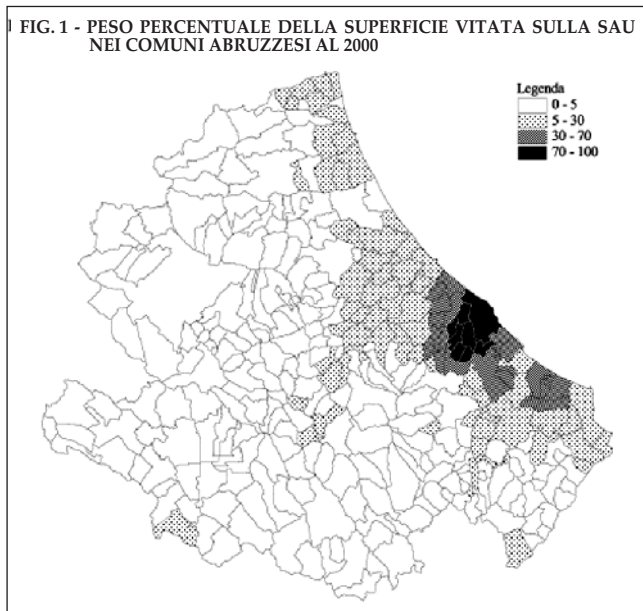 FIG. 1 - PESO PERCENTUALE DELLA SUPERFICIE VITATA SULLA SAU
NEI COMUNI ABRUZZESI AL 2000
Legenda
0 - 5
5 - 30
30 - 70
70 - 100